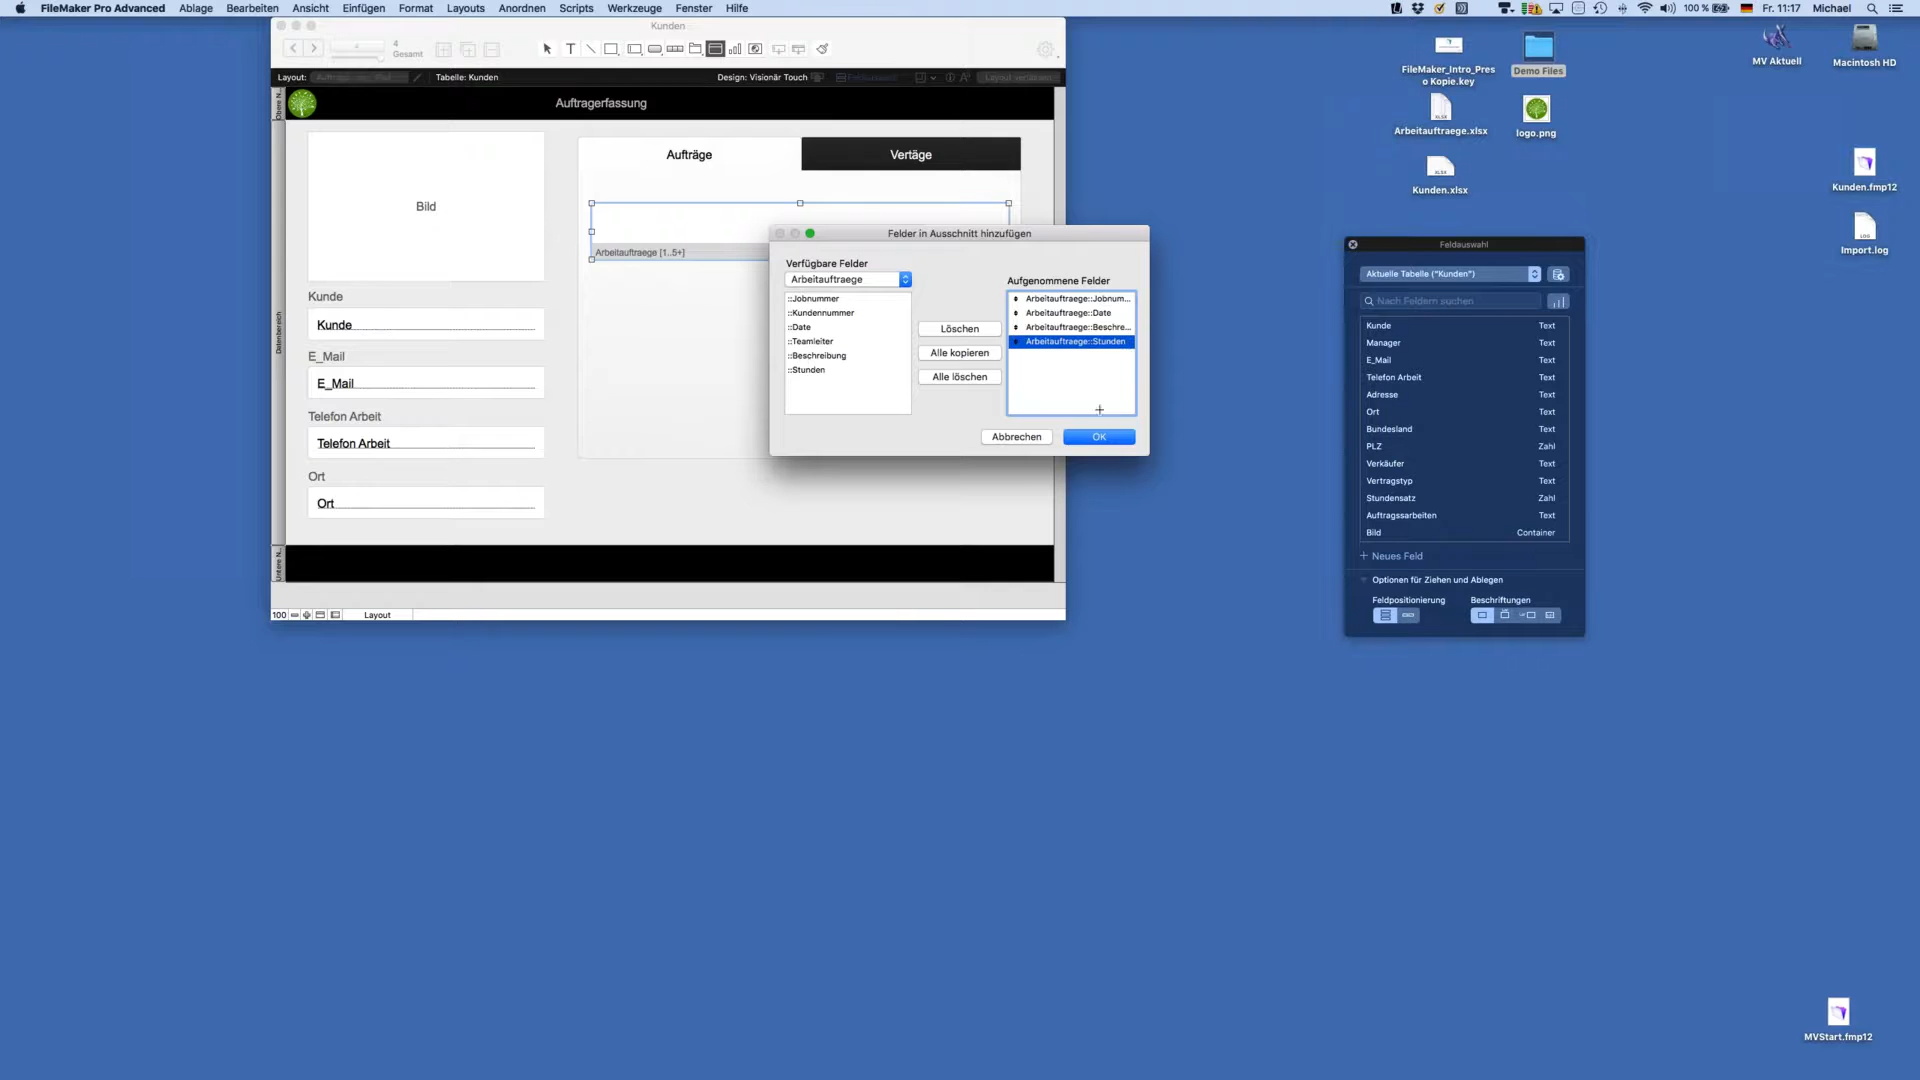 FileMaker Pro Advanced Ablage Bearbeiten Ansicht Einfügen Format Layouts Anordnen Scripts Werkzeuge Fenster Hilfe
100 % Fr. 11:17 Michael
Kunden
4
Gesamt
Layout: Tabelle: Kunden Design: Visionär Touch
Auftragerfassung
Bild
Kunde
Kunde
E_Mail
E_Mail
Telefon Arbeit
Telefon Arbeit
Ort
Ort
Datenbereich
Aufträge Vertäge
Arbeitauftraege [1..5+]
100 Layout
Felder in Ausschnitt hinzufügen
Verfügbare Felder
Arbeitauftraege
::Jobnummer
::Kundennummer
::Date
::Teamleiter
::Beschreibung
::Stunden
Löschen
Alle kopieren
Alle löschen
Aufgenommene Felder
Arbeitauftraege::Jobnum...
Arbeitauftraege::Date
Arbeitauftraege::Beschre...
Arbeitauftraege::Stunden
Abbrechen OK
FileMaker_Intro_Pres
o Kopie.key
Demo Files
XLSX
Arbeitauftraege.xlsx
logo.png
XLSX
Kunden.xlsx
MV Aktuell
Macintosh HD
Kunden.fmp12
LOG
Import.log
Feldauswahl
Aktuelle Tabelle ("Kunden")
Nach Feldern suchen
Kunde Text
Manager Text
E_Mail Text
Telefon Arbeit Text
Adresse Text
Ort Text
Bundesland Text
PLZ Zahl
Verkäufer Text
Vertragstyp Text
Stundensatz Zahl
Auftragssarbeiten Text
Bild Container
+ Neues Feld
Optionen für Ziehen und Ablegen
Feldpositionierung Beschriftungen
MVStart.fmp12